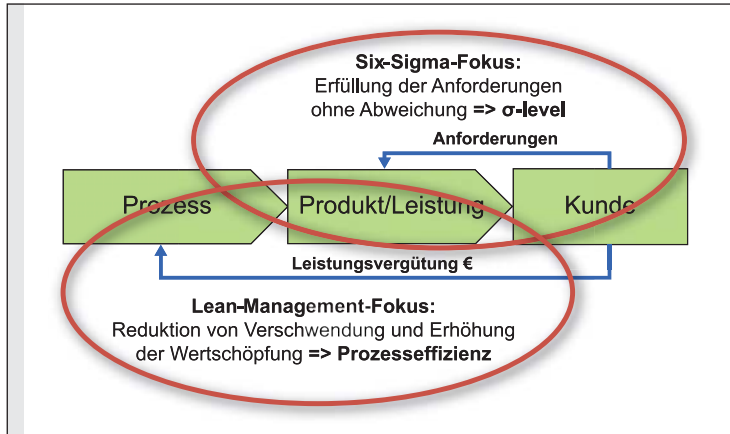 Six-Sigma-Fokus:
Erfüllung der Anforderungen
ohne Abweichung => σ-level
Anforderungen
Prozess
Produkt/Leistung
Kunde
Leistungsvergütung €
Lean-Management-Fokus:
Reduktion von Verschwendung und Erhöhung
der Wertschöpfung => Prozesseffizienz